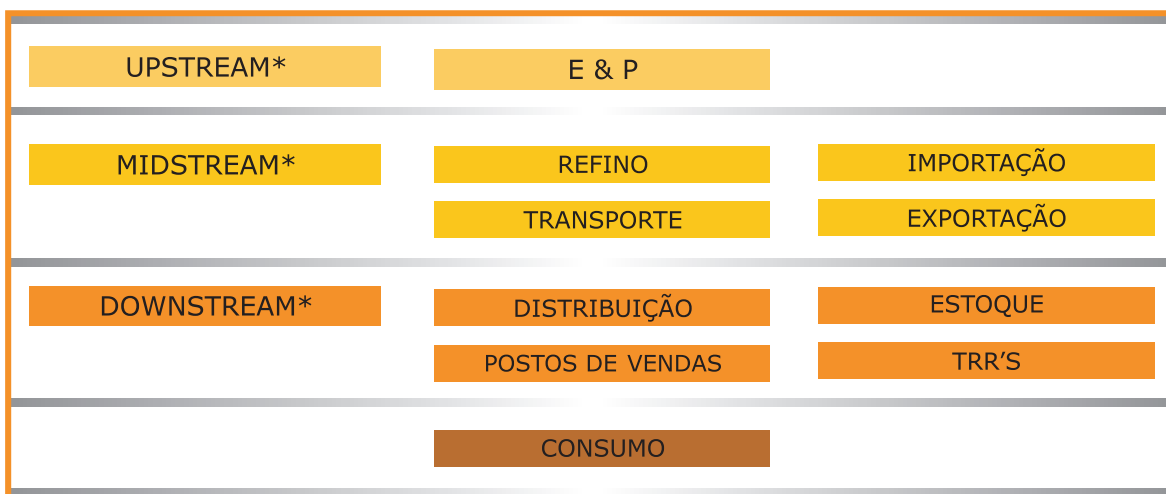 UPSTREAM*
E & P
MIDSTREAM*
REFINO
IMPORTAÇÃO
TRANSPORTE
EXPORTAÇÃO
DOWNSTREAM*
DISTRIBUIÇÃO
ESTOQUE
POSTOS DE VENDAS
TRR'S
CONSUMO